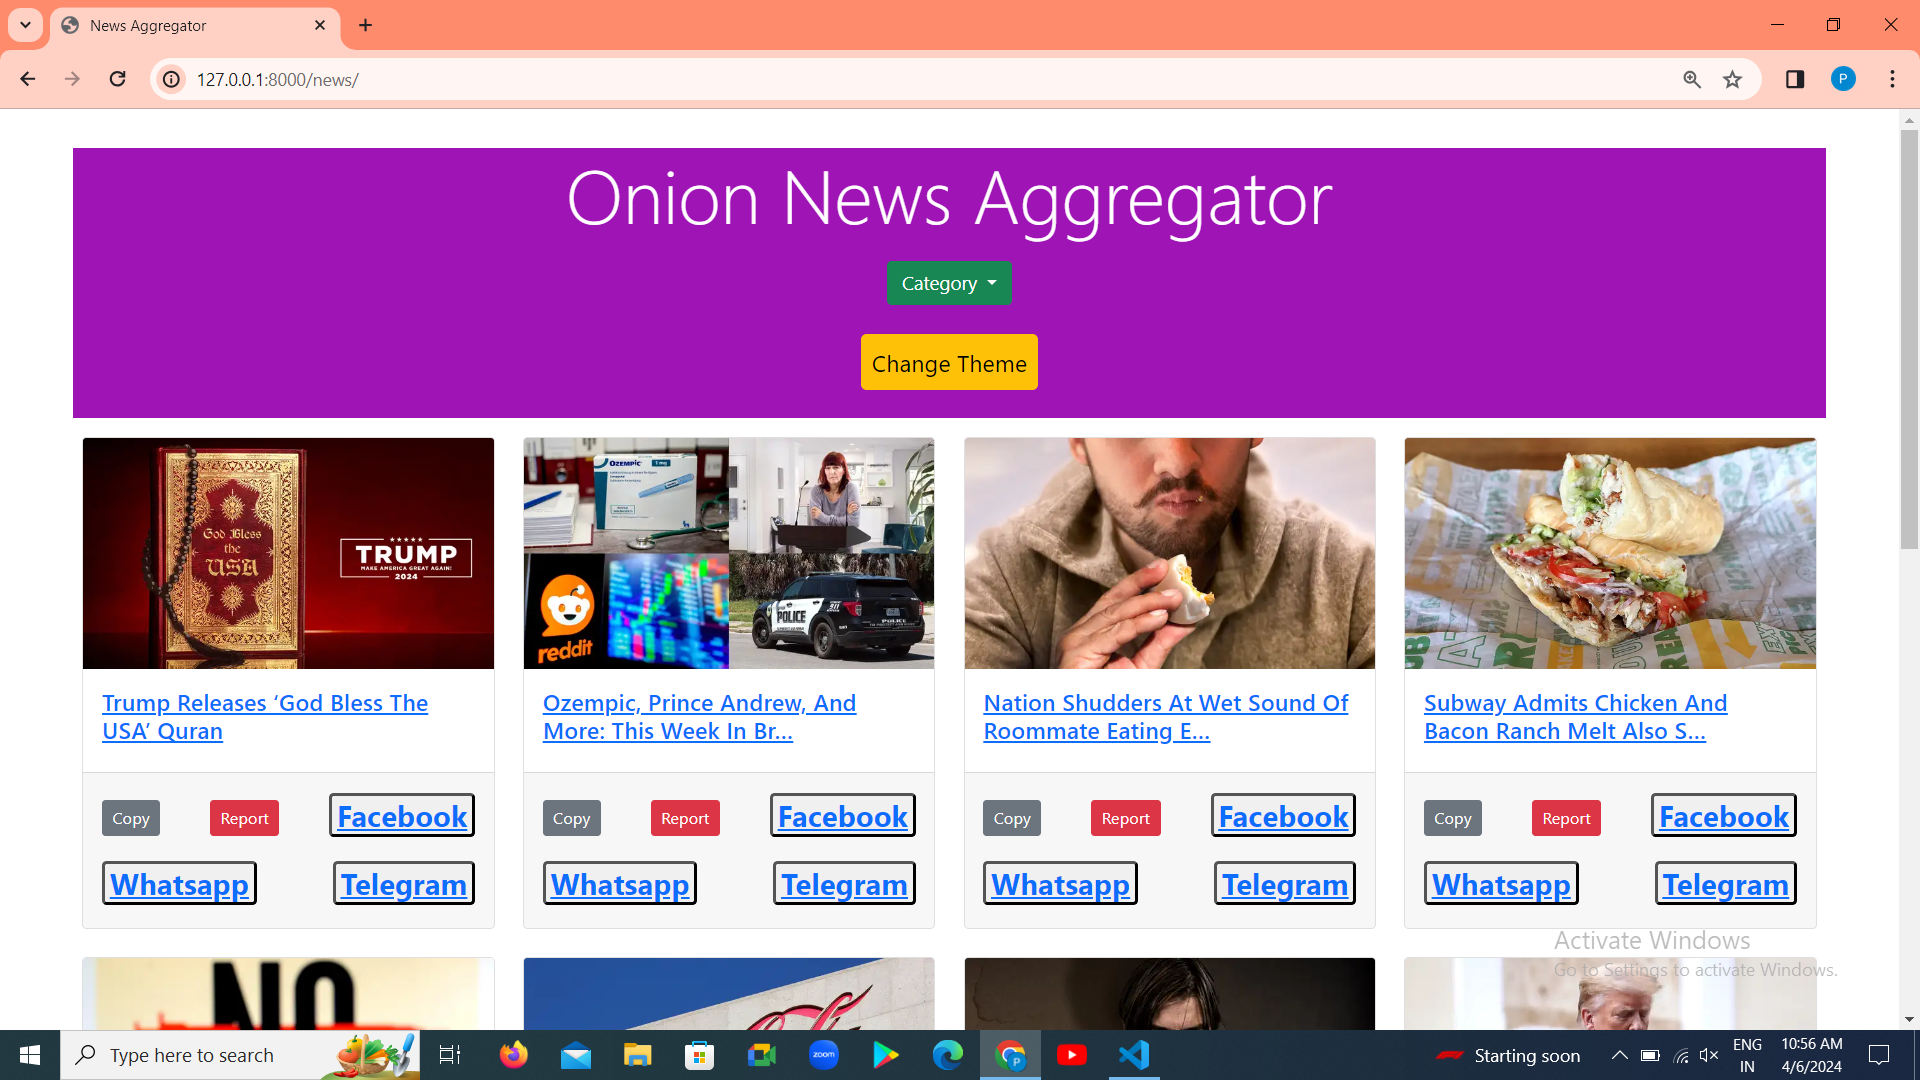 News Aggregator
127.0.0.1:8000/news/
P
Onion News Aggregator
Category
Change Theme
God Bless
the
USA
TRUMP
MAKE AMERICA GREAT AGAIN!
2024
OZEMPIC 1 mg
reddit
911
POLICE
POLICE
Trump Releases ‘God Bless The
USA’ Quran
Ozempic, Prince Andrew, And
More: This Week In Br...
Nation Shudders At Wet Sound Of
Roommate Eating E...
Subway Admits Chicken And
Bacon Ranch Melt Also S...
Copy Report Facebook
Whatsapp Telegram
Copy Report Facebook
Whatsapp Telegram
Copy Report Facebook
Whatsapp Telegram
Copy Report Facebook
Whatsapp Telegram
NO
Activate Windows
Go to Settings to activate Windows.
Type here to search
zoom
P
Starting soon
ENG
IN
10:56 AM
4/6/2024